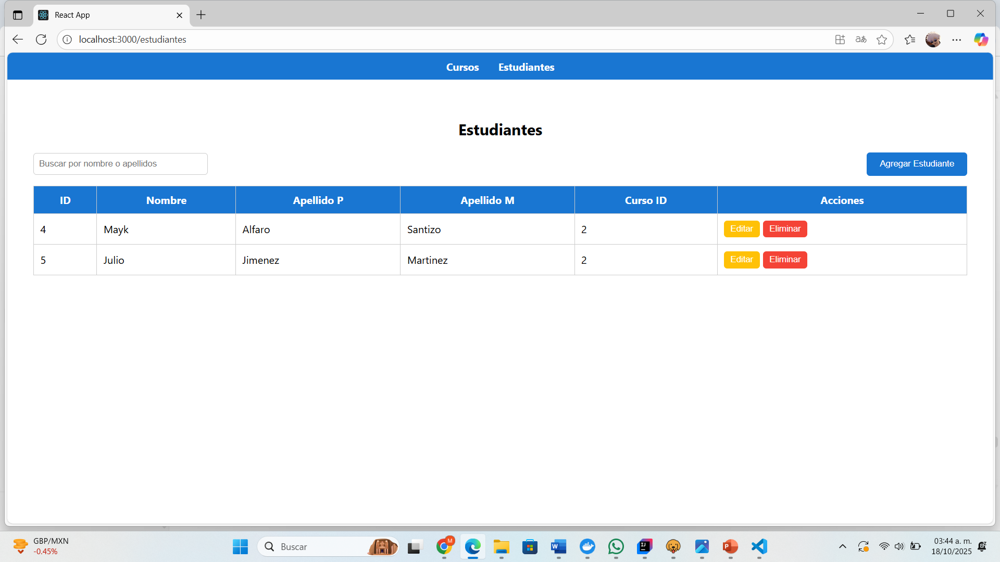 React App
localhost:3000/estudiantes
Cursos Estudiantes
Estudiantes
Buscar por nombre o apellidos
Agregar Estudiante
ID Nombre Apellido P Apellido M Curso ID Acciones
4 Mayk Alfaro Santizo 2 Editar Eliminar
5 Julio Jimenez Martinez 2 Editar Eliminar
GBP/MXN
-0.45%
Buscar
03:44 a. m.
18/10/2025